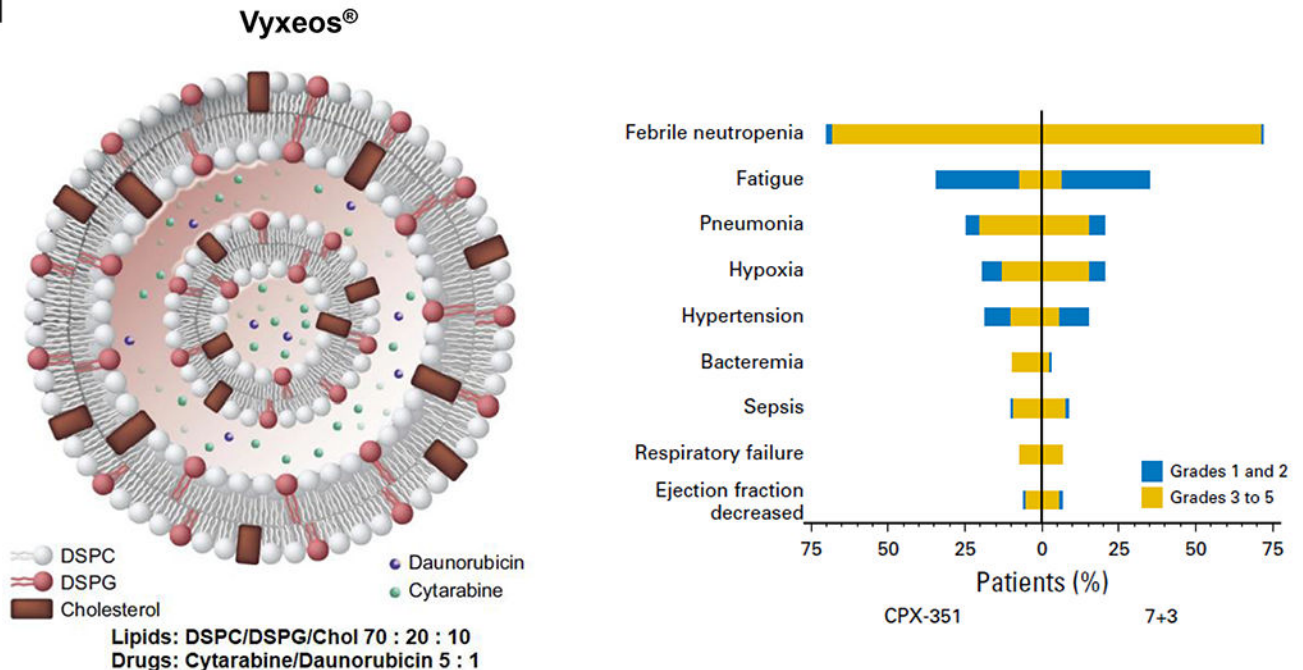 Vyxeos®
DSPC
DSPG
Cholesterol
Daunorubicin
Cytarabine
Lipids: DSPC/DSPG/Chol 70 : 20 : 10
Drugs: Cytarabine/Daunorubicin 5 : 1
Febrile neutropenia
Fatigue
Pneumonia
Hypoxia
Hypertension
Bacteremia
Sepsis
Respiratory failure
Ejection fraction
decreased
Grades 1 and 2
Grades 3 to 5
75 50 25 0 25 50 75
Patients (%)
CPX-351 7+3